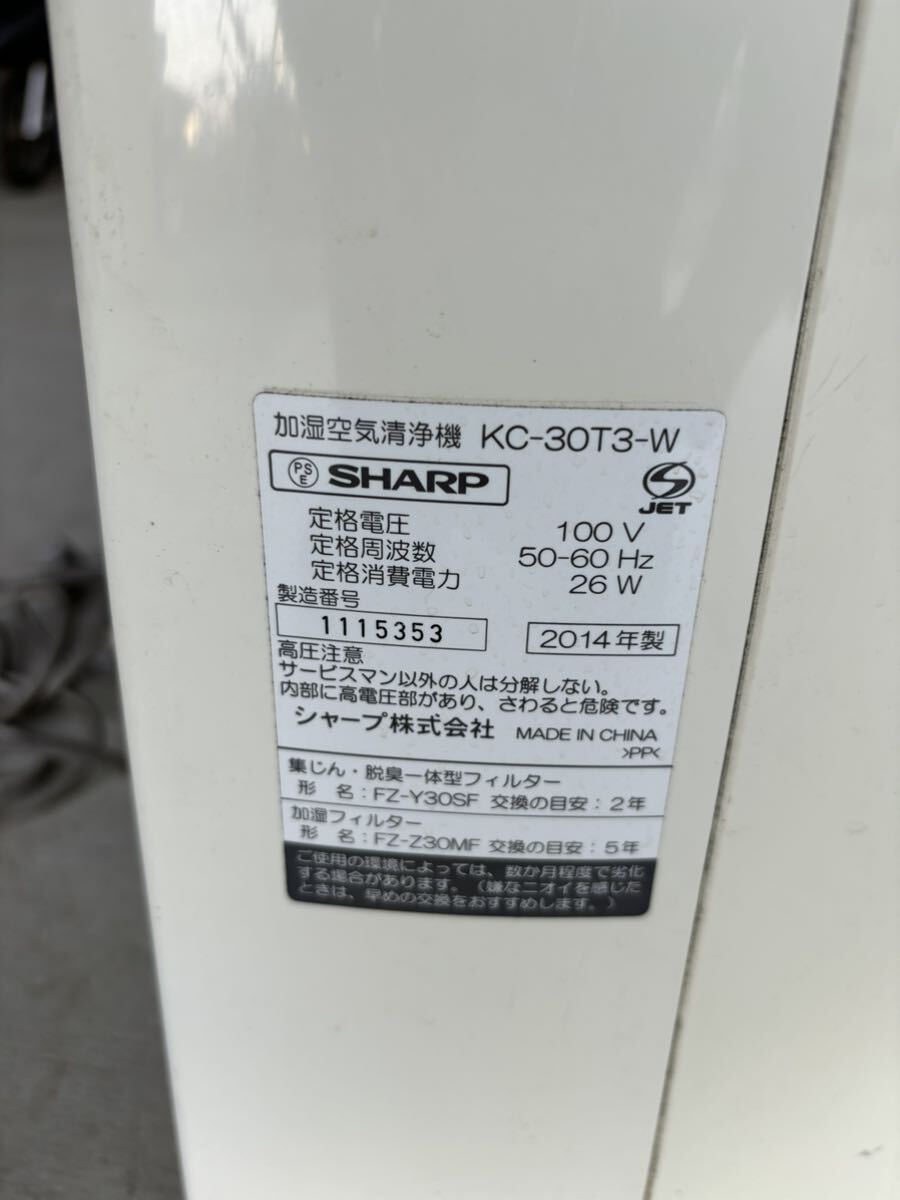 加湿空気清浄機 KC-30T3-W
PSE SHARP
JET
定格電圧 100 V
定格周波数 50-60 Hz
定格消費電力 26 W
製造番号
1115353 2014年製
高圧注意
サービスマン以外の人は分解しない。
内部に高電圧部があり、さわると危険です。
シャープ株式会社 MADE IN CHINA
>PP<
集じん・脱臭一体型フィルター
形 名：FZ-Y30SF 交換の目安：2年
加湿フィルター
形 名：FZ-Z30MF 交換の目安：5年
ご使用の環境によっては、数か月程度で劣化
する場合があります。（嫌なニオイを感じた
ときは、早めの交換をおすすめします。）